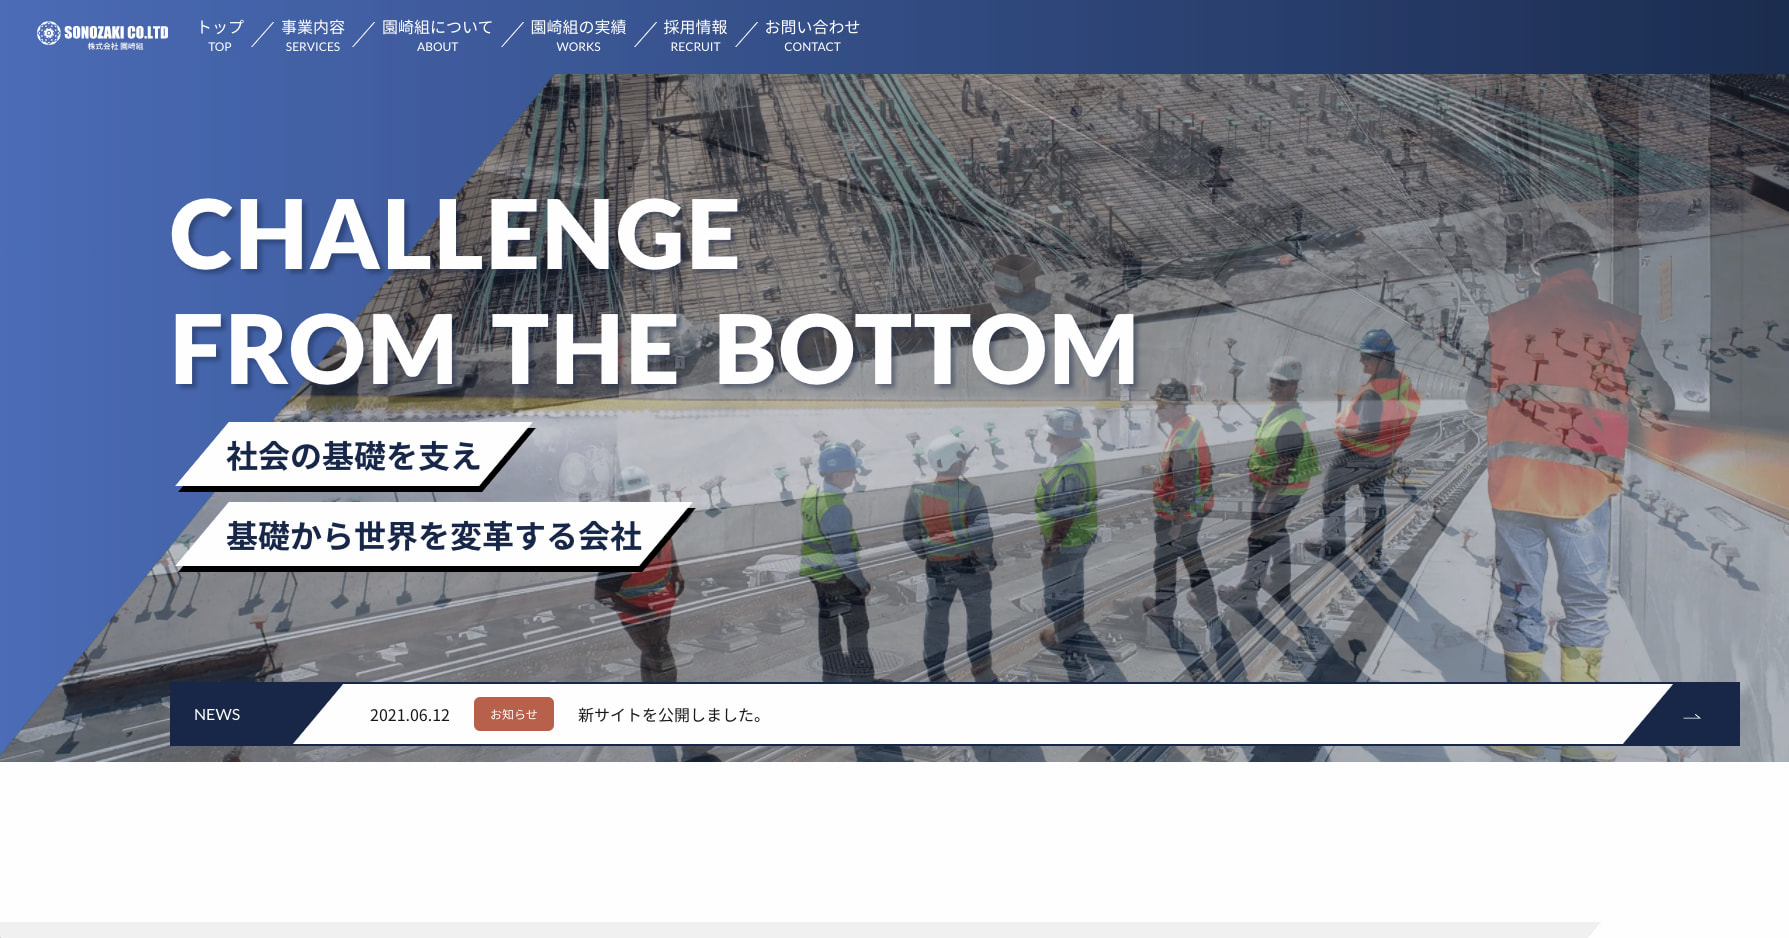 SONOZAKI CO.LTD
株式会社 園崎組
トップ
TOP
事業内容
SERVICES
園崎組について
ABOUT
園崎組の実績
WORKS
採用情報
RECRUIT
お問い合わせ
CONTACT
CHALLENGE
FROM THE BOTTOM
社会の基礎を支え
基礎から世界を変革する会社
NEWS
2021.06.12
お知らせ
新サイトを公開しました。